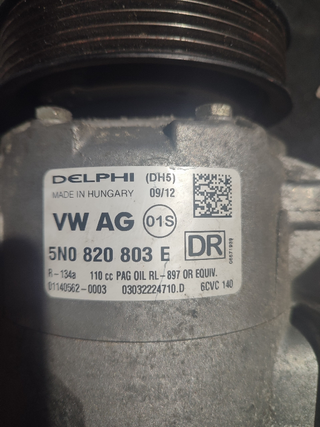 DELPHI (DH5)
MADE IN HUNGARY 09/12
VW AG 01S
5N0 820 803 E DR
R-134a 110 cc PAG OIL RL-897 OR EQUIV.
01140562-0003 03032224710.D 6CVC 140